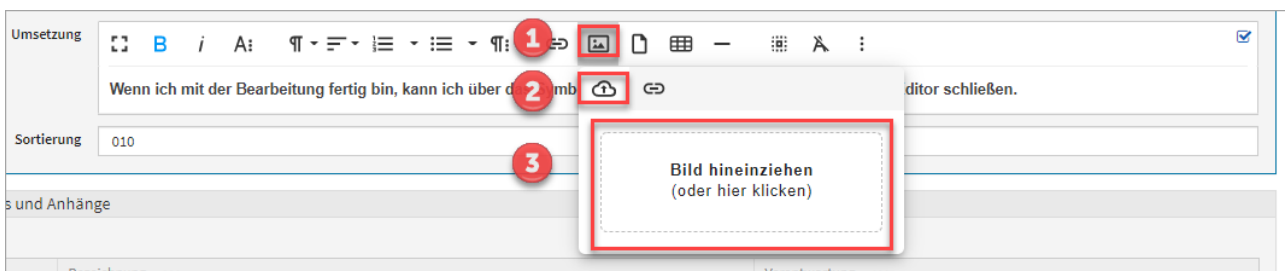 Umsetzung
B i A: 1
Wenn ich mit der Bearbeitung fertig bin, kann ich über 2 ditor schließen.
Sortierung 010
3 Bild hineinziehen
(oder hier klicken)
s und Anhänge